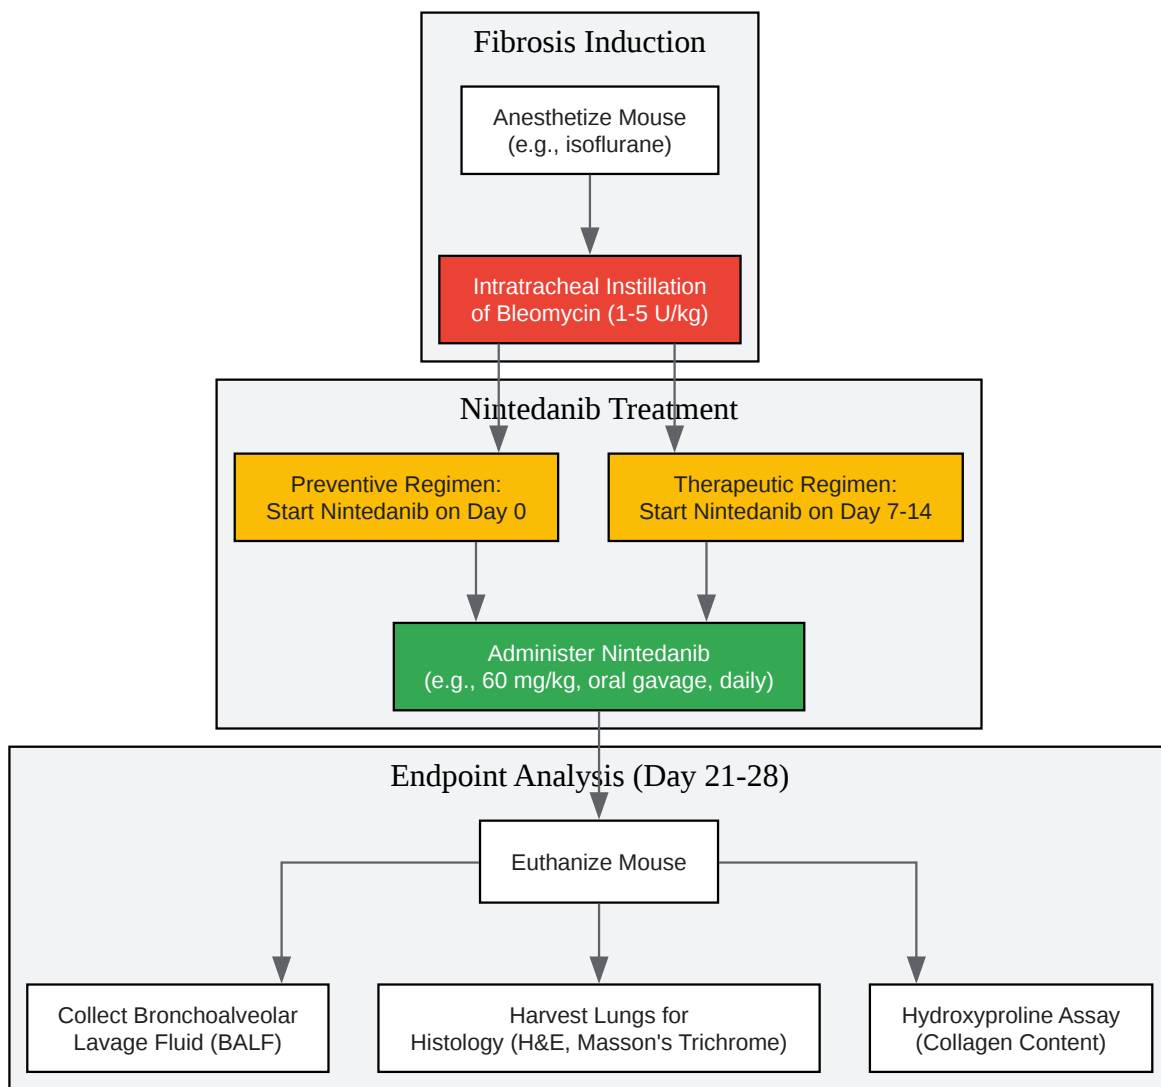 Fibrosis Induction
Anesthetize Mouse
(e.g., isoflurane)
Intratracheal Instillation
of Bleomycin (1-5 U/kg)
Nintedanib Treatment
Preventive Regimen:
Start Nintedanib on Day 0
Therapeutic Regimen:
Start Nintedanib on Day 7-14
Administer Nintedanib
(e.g., 60 mg/kg, oral gavage, daily)
Endpoint Analysis (Day 21-28)
Euthanize Mouse
Collect Bronchoalveolar
Lavage Fluid (BALF)
Harvest Lungs for
Histology (H&E, Masson's Trichrome)
Hydroxyproline Assay
(Collagen Content)